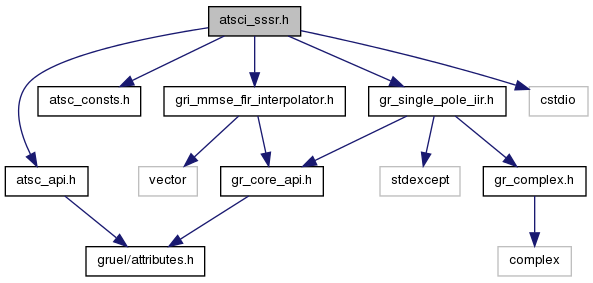 atsci_sssr.h
atsc_consts.h
gri_mmse_fir_interpolator.h
gr_single_pole_iir.h
cstdio
atsc_api.h
vector
gr_core_api.h
stdexcept
gr_complex.h
gruel/attributes.h
complex